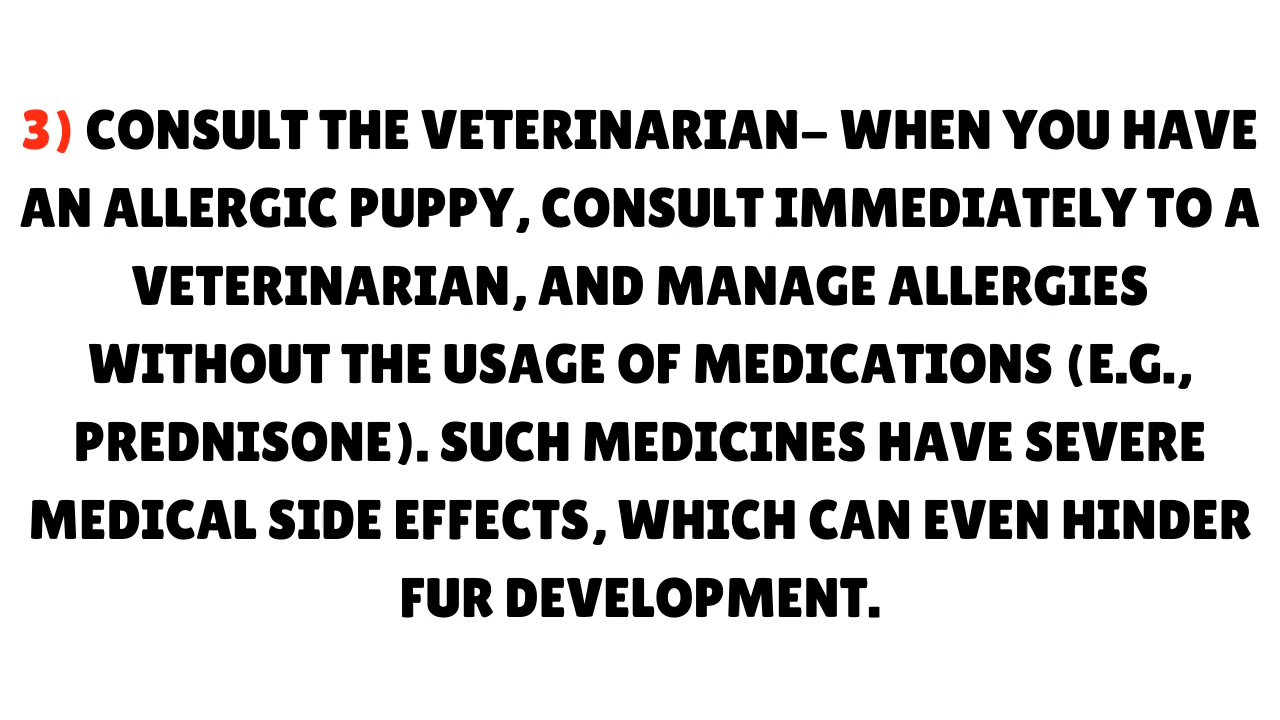 3) CONSULT THE VETERINARIAN– WHEN YOU HAVE
AN ALLERGIC PUPPY, CONSULT IMMEDIATELY TO A
VETERINARIAN, AND MANAGE ALLERGIES
WITHOUT THE USAGE OF MEDICATIONS (E.G.,
PREDNISONE). SUCH MEDICINES HAVE SEVERE
MEDICAL SIDE EFFECTS, WHICH CAN EVEN HINDER
FUR DEVELOPMENT.